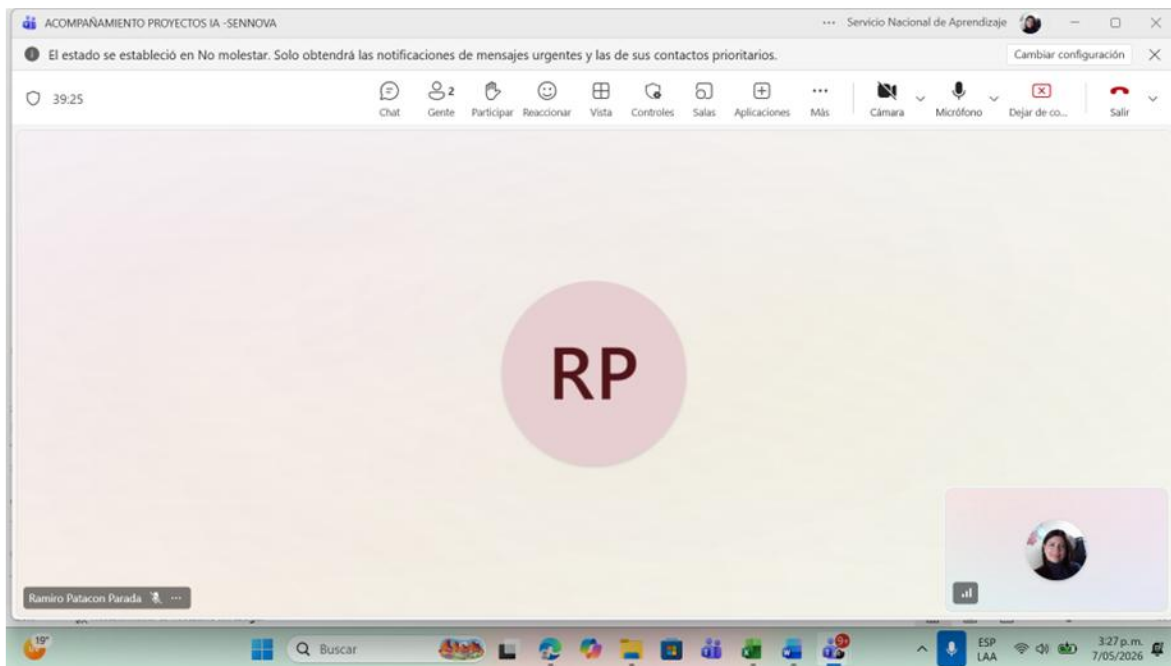 ACOMPAÑAMIENTO PROYECTOS IA -SENNOVA
Servicio Nacional de Aprendizaje
El estado se estableció en No molestar. Solo obtendrá las notificaciones de mensajes urgentes y las de sus contactos prioritarios.
Cambiar configuración
39:25
Chat
2
Gente
Participar
Reaccionar
Vista
Controles
Salas
Aplicaciones
Más
Cámara
Micrófono
Dejar de co...
Salir
RP
Ramiro Patacon Parada
19°
Buscar
9+
ESP
LAA
3:27 p.m.
7/05/2026